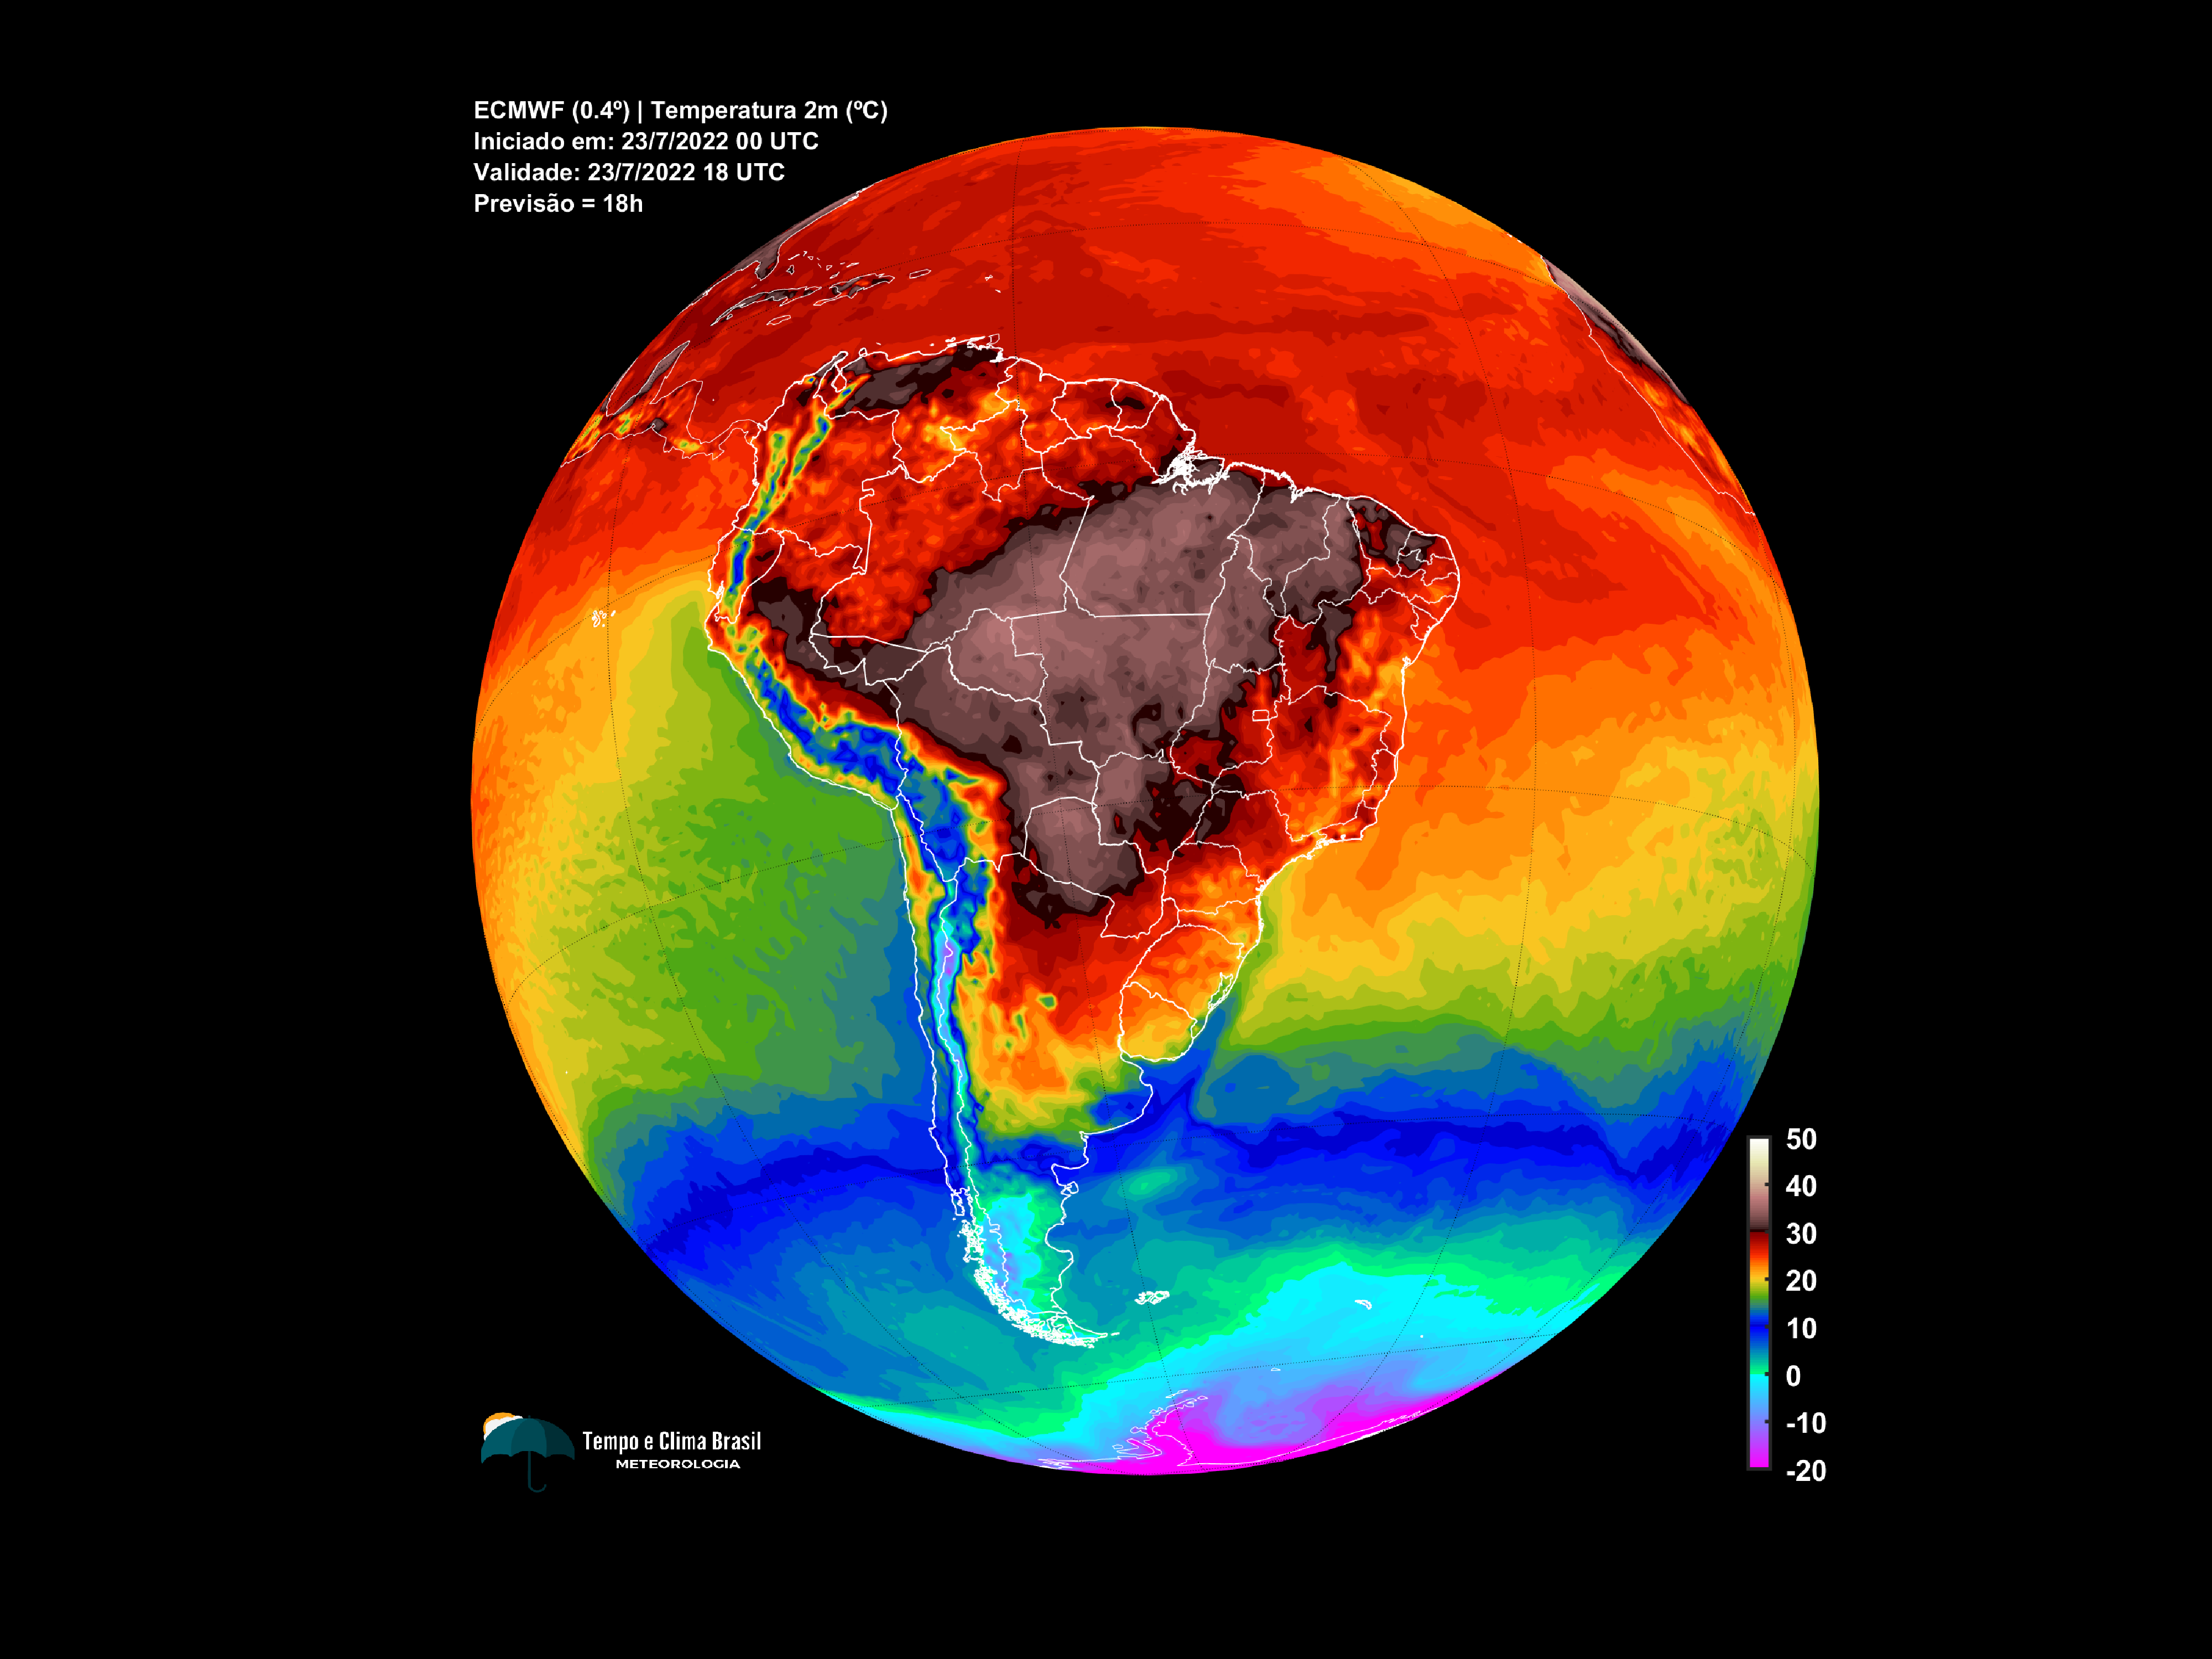 ECMWF (0.4º) | Temperatura 2m (ºC)
Iniciado em: 23/7/2022 00 UTC
Validade: 23/7/2022 18 UTC
Previsão = 18h
50
40
30
20
10
0
-10
-20
Tempo e Clima Brasil
METEOROLOGIA